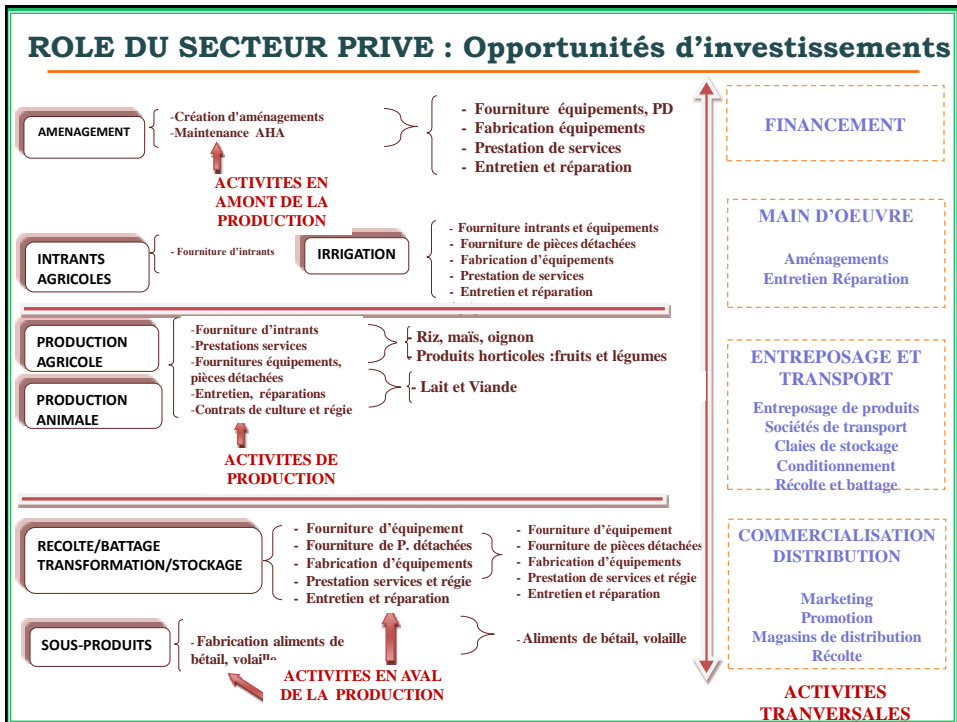 ROLE DU SECTEUR PRIVE : Opportunités d'investissements
AMENAGEMENT
-Création d'aménagements
-Maintenance AHA
- Fourniture équipements, PD
- Fabrication équipements
- Prestation de services
- Entretien et réparation
ACTIVITES EN
AMONT DE LA
PRODUCTION
INTRANTS
AGRICOLES
- Fourniture d'intrants
IRRIGATION
- Fourniture intrants et équipements
- Fourniture de pièces détachées
- Fabrication d'équipements
- Prestation de services
- Entretien et réparation
PRODUCTION
AGRICOLE
PRODUCTION
ANIMALE
-Fourniture d'intrants
-Prestations services
-Fournitures équipements,
pièces détachées
-Entretien, réparations
-Contrats de culture et régie
- Riz, maïs, oignon
- Produits horticoles :fruits et légumes
- Lait et Viande
ACTIVITES DE
PRODUCTION
RECOLTE/BATTAGE
TRANSFORMATION/STOCKAGE
- Fourniture d'équipement
- Fourniture de P. détachées
- Fabrication d'équipements
- Prestation services et régie
- Entretien et réparation
- Fourniture d'équipement
- Fourniture de pièces détachées
- Fabrication d'équipements
- Prestation de services et régie
- Entretien et réparation
SOUS-PRODUITS
- Fabrication aliments de
bétail,
- Aliments de bétail, volaille
ACTIVITES EN AVAL
DE LA PRODUCTION
FINANCEMENT
MAIN D'OEUVRE
Aménagements
Entretien Réparation
ENTREPOSAGE ET
TRANSPORT
Entreposage de produits
Sociétés de transport
Claies de stockage
Conditionnement
Récolte et battage
COMMERCIALISATION
DISTRIBUTION
Marketing
Promotion
Magasins de distribution
Récolte
ACTIVITES
TRANVERSALES